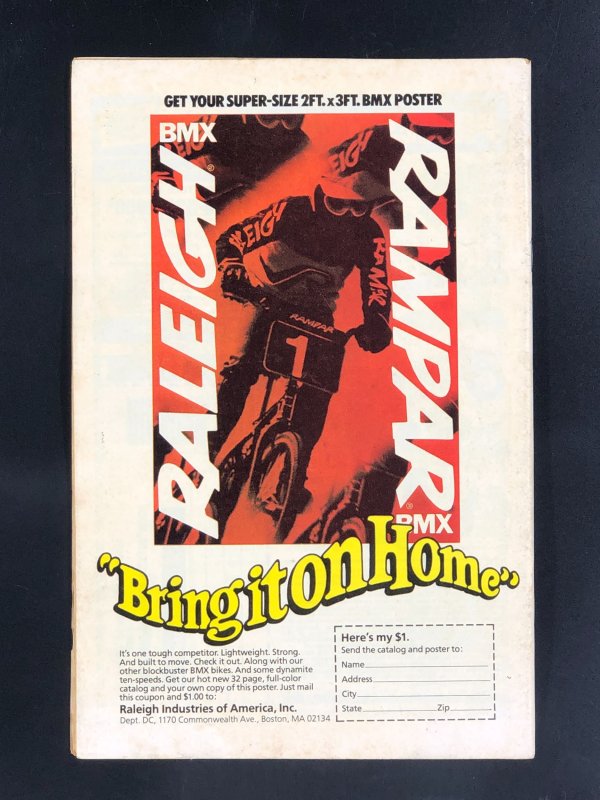 GET YOUR SUPER-SIZE 2FT. x 3FT. BMX POSTER
BMX
RALEIGH®
RAMPAR®
BMX
RALEIGH
RAMPAR
RAMPAR
1
"Bring it on Home"
It's one tough competitor. Lightweight. Strong.
And built to move. Check it out. Along with our
other blockbuster BMX bikes. And some dynamite
ten-speeds. Get our hot new 32 page, full-color
catalog and your own copy of this poster. Just mail
this coupon and $1.00 to:
Raleigh Industries of America, Inc.
Dept. DC, 1170 Commonwealth Ave., Boston, MA 02134
Here's my $1.
Send the catalog and poster to:
Name
Address
City
State Zip